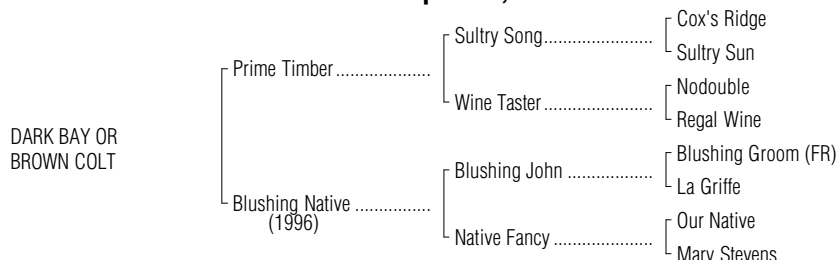 Cox's Ridge
Sultry Song....................
Sultry Sun
Prime Timber....................
Nodouble
Wine Taster....................
Regal Wine
DARK BAY OR
BROWN COLT
Blushing Groom (FR)
Blushing John ................
La Griffe
Blushing Native ................
(1996)
Our Native
Native Fancy ..................
Mary Stevens